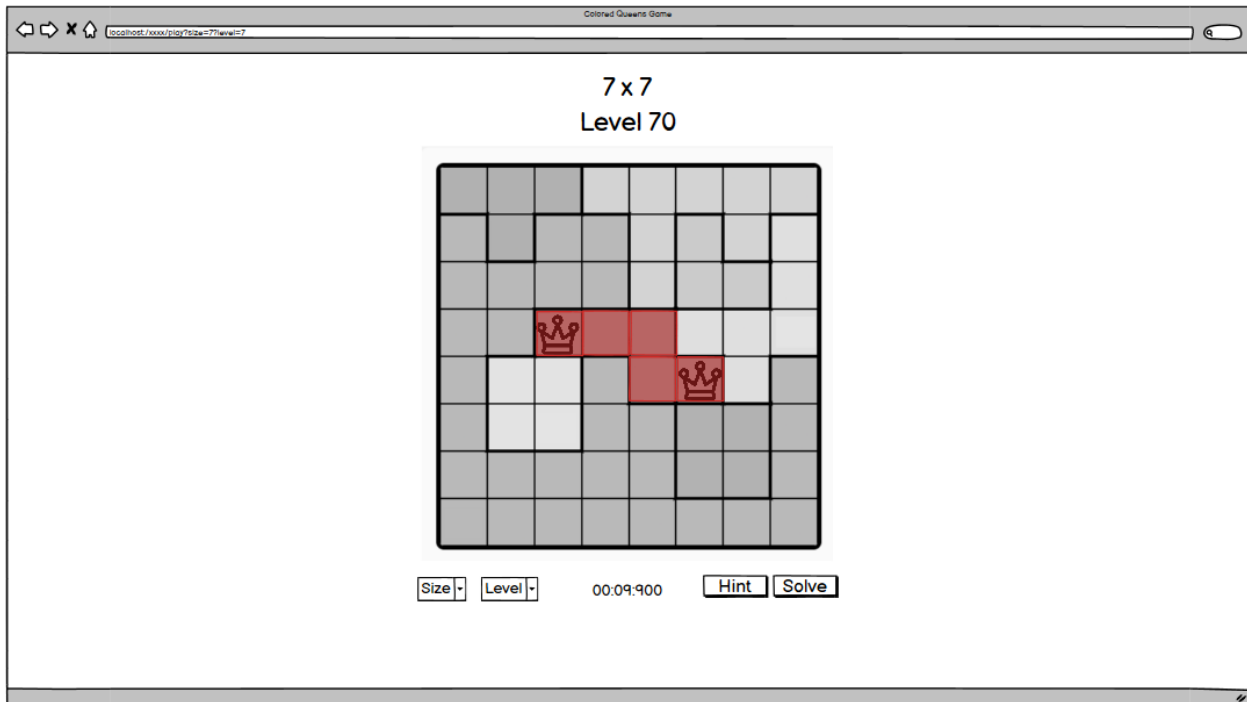 Colored Queens Game
localhost:/xxxx/play?size=7?level=7
7 x 7
Level 70
Size Level 00:09:900 Hint Solve